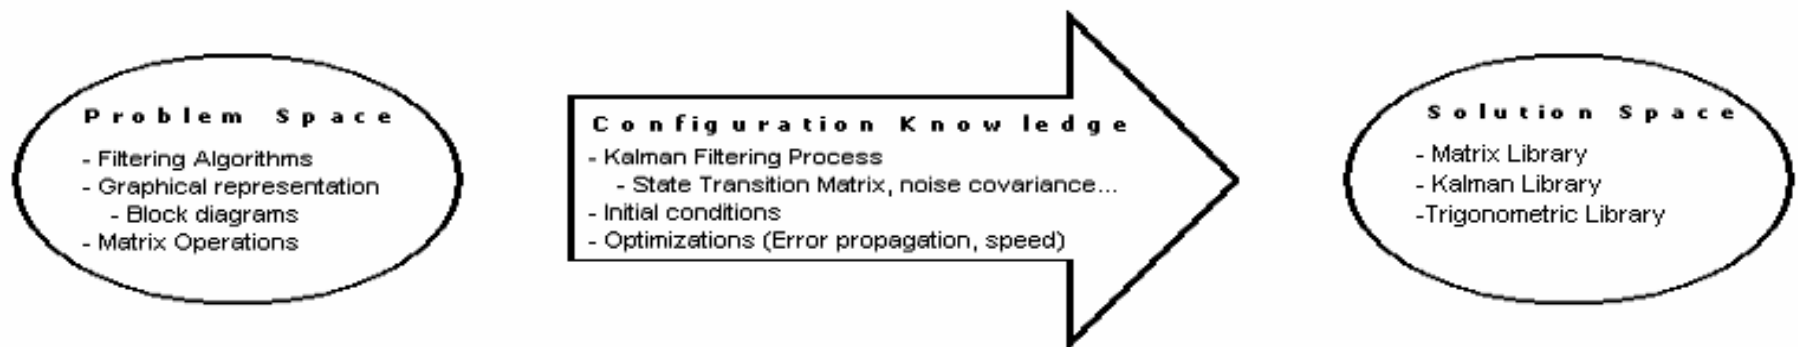 Problem Space
- Filtering Algorithms
- Graphical representation
- Block diagrams
- Matrix Operations
Configuration Knowledge
- Kalman Filtering Process
- State Transition Matrix, noise covariance...
- Initial conditions
- Optimizations (Error propagation, speed)
Solution Space
- Matrix Library
- Kalman Library
-Trigonometric Library